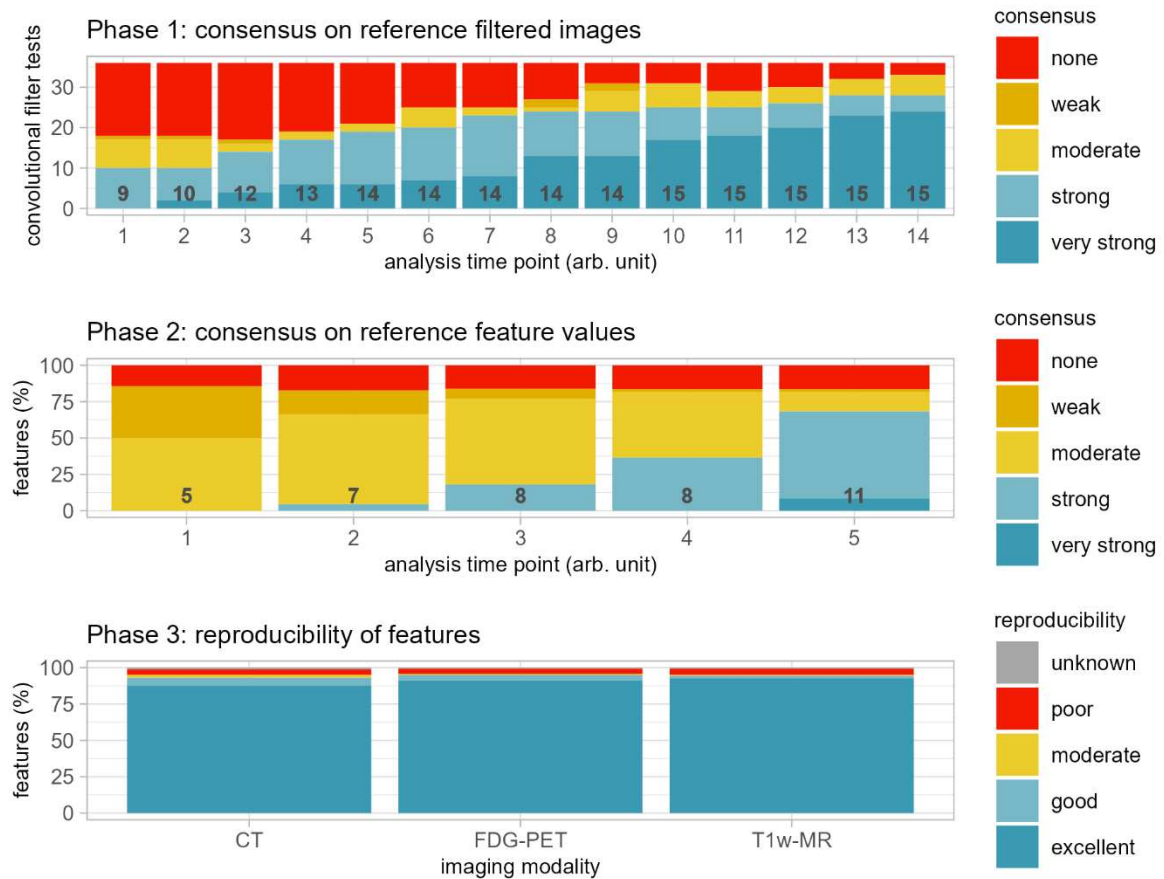 Phase 1: consensus on reference filtered images
convolutional filter tests
30
20
10
0
9 10 12 13 14 14 14 14 14 15 15 15 15 15
1 2 3 4 5 6 7 8 9 10 11 12 13 14
analysis time point (arb. unit)
consensus
none
weak
moderate
strong
very strong
Phase 2: consensus on reference feature values
features (%)
100
75
50
25
0
5 7 8 8 11
1 2 3 4 5
analysis time point (arb. unit)
consensus
none
weak
moderate
strong
very strong
Phase 3: reproducibility of features
features (%)
100
75
50
25
0
CT FDG-PET T1w-MR
imaging modality
reproducibility
unknown
poor
moderate
good
excellent